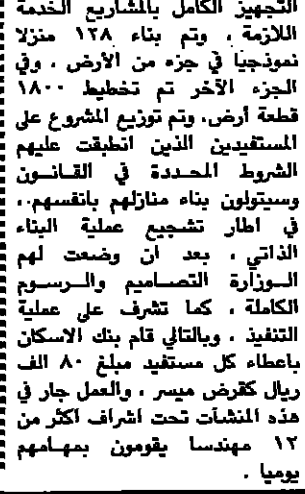 التجهيز الكامل بالمشاريع الخدمة
اللازمة ، وتم بناء ١٢٨ منزلا
نموذجيا في جزء من الأرض . وفي
الجزء الآخر تم تخطيط ١٨٠٠
قطعة أرض. وتم توزيع المشروع على
المستفيدين الذين انطبقت عليهم
الشروط المحددة في القانون
وسيتولون بناء منازلهم بانفسهم..
في اطار تشجيع عملية البناء
الذاتي ، بعد ان وضعت لهم
الوزارة التصاميم والرسوم
الكاملة ، كما تشرف على عملية
التنفيذ . وبالتالي قام بنك الاسكان
باعطاء كل مستفيد مبلغ ٨٠ الف
ريال كقرض ميسر ، والعمل جار في
هذه المنشآت تحت اشراف اكثر من
١٢ مهندسا يقومون بمهامهم
يوميا .